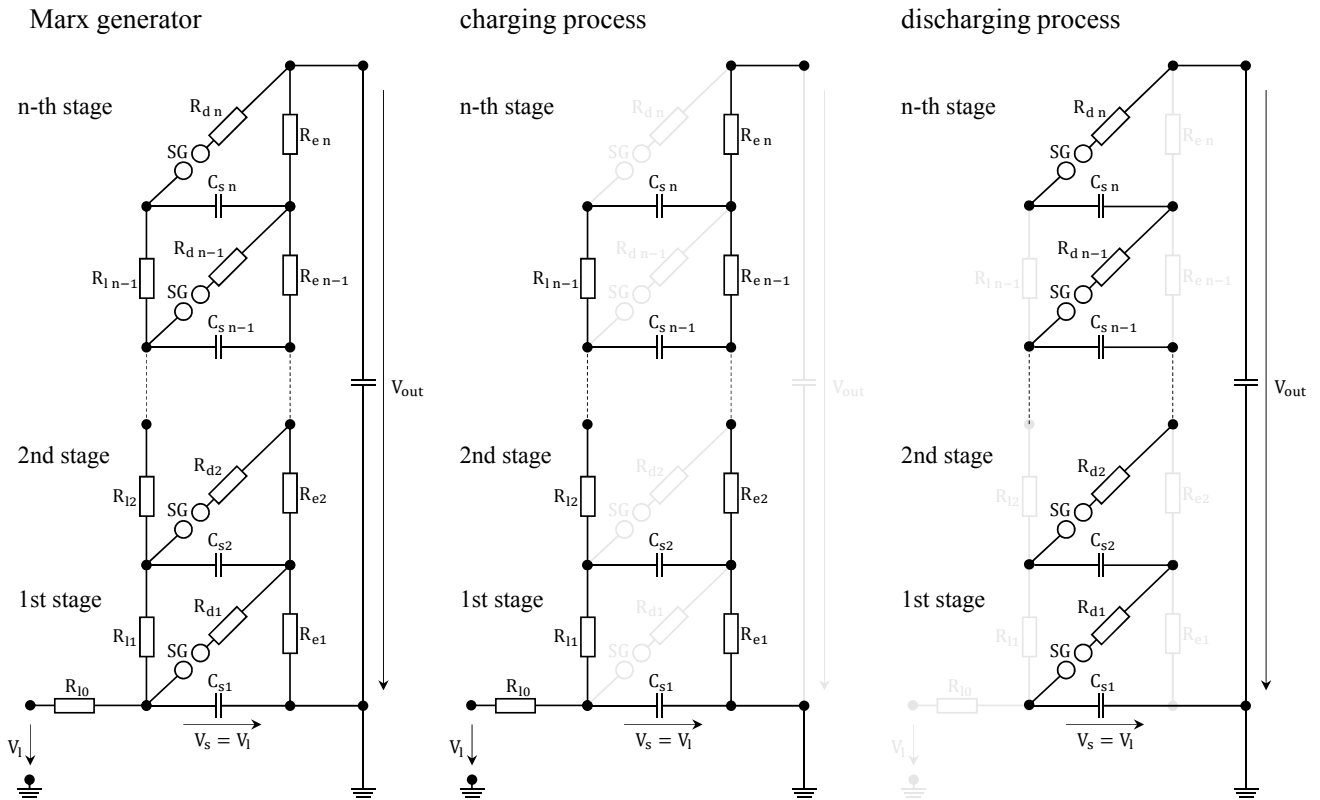 Marx generator
charging process
discharging process
n-th stage
R_d n
R_e n
SG
C_s n
R_d n−1
R_l n−1
R_e n−1
SG
C_s n−1
V_out
2nd stage
R_d2
R_l2
SG
R_e2
C_s2
1st stage
R_d1
R_l1
SG
R_e1
C_s1
R_l0
V_s = V_l
V_l
n-th stage
R_d n
R_e n
SG
C_s n
R_d n−1
R_l n−1
R_e n−1
SG
C_s n−1
V_out
2nd stage
R_d2
R_l2
SG
R_e2
C_s2
1st stage
R_d1
R_l1
SG
R_e1
C_s1
R_l0
V_s = V_l
V_l
n-th stage
R_d n
R_e n
SG
C_s n
R_d n−1
R_l n−1
R_e n−1
SG
C_s n−1
V_out
2nd stage
R_d2
R_l2
SG
R_e2
C_s2
1st stage
R_d1
R_l1
SG
R_e1
C_s1
R_l0
V_s = V_l
V_l